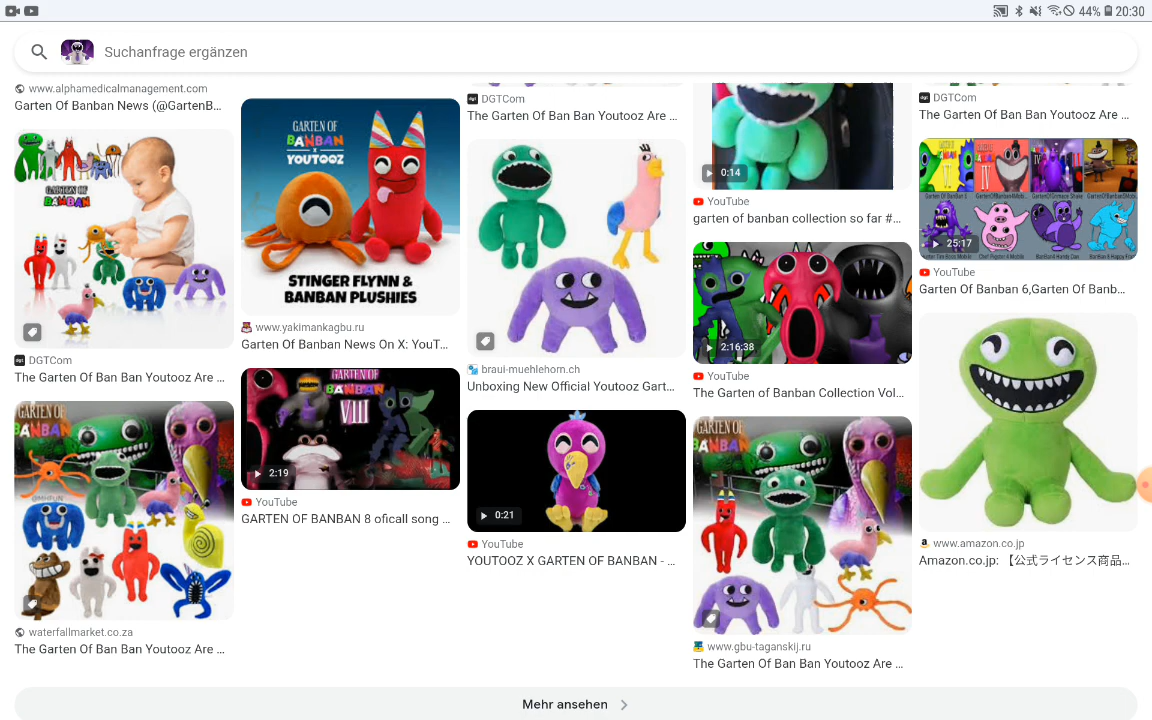 44% 20:30
Suchanfrage ergänzen
www.alphamedicalmanagement.com
Garten Of Banban News (@GartenB...
GARTEN OF
BANBAN
DGTCom
The Garten Of Ban Ban Youtooz Are ...
GARTEN OF
BANBAN
waterfallmarket.co.za
The Garten Of Ban Ban Youtooz Are ...
GARTEN OF
BANBAN
X
YOUTOOZ
STINGER FLYNN &
BANBAN PLUSHIES
www.yakimankagbu.ru
Garten Of Banban News On X: YouT...
GARTEN OF
BANBAN
VIII
2:19
YouTube
GARTEN OF BANBAN 8 oficall song ...
DGTCom
The Garten Of Ban Ban Youtooz Are ...
braui-muehlehorn.ch
Unboxing New Official Youtooz Gart...
0:21
YouTube
YOUTOOZ X GARTEN OF BANBAN - ...
0:14
YouTube
garten of banban collection so far #...
2:16:38
YouTube
The Garten of Banban Collection Vol...
GARTEN OF
BANBAN
www.gbu-taganskij.ru
The Garten Of Ban Ban Youtooz Are ...
DGTCom
The Garten Of Ban Ban Youtooz Are ...
25:17
YouTube
Garten Of Banban 6,Garten Of Banb...
www.amazon.co.jp
Amazon.co.jp: 【公式ライセンス商品...
Mehr ansehen